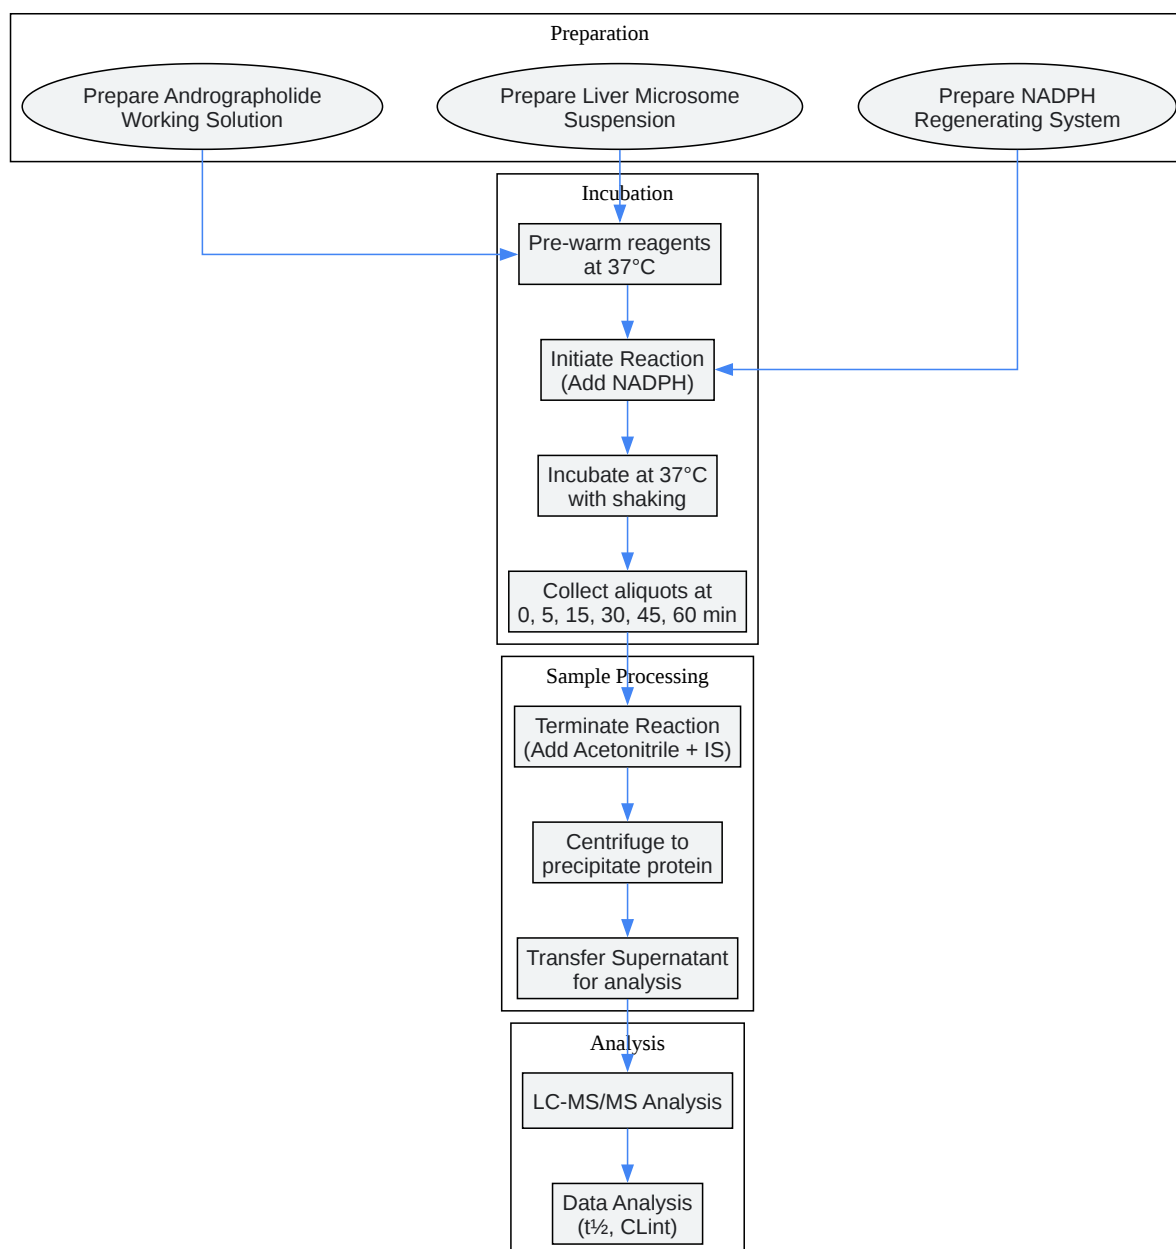 Preparation
Prepare Andrographolide
Working Solution
Prepare Liver Microsome
Suspension
Prepare NADPH
Regenerating System
Incubation
Pre-warm reagents
at 37°C
Initiate Reaction
(Add NADPH)
Incubate at 37°C
with shaking
Collect aliquots at
0, 5, 15, 30, 45, 60 min
Sample Processing
Terminate Reaction
(Add Acetonitrile + IS)
Centrifuge to
precipitate protein
Transfer Supernatant
for analysis
Analysis
LC-MS/MS Analysis
Data Analysis
(t½, CLint)